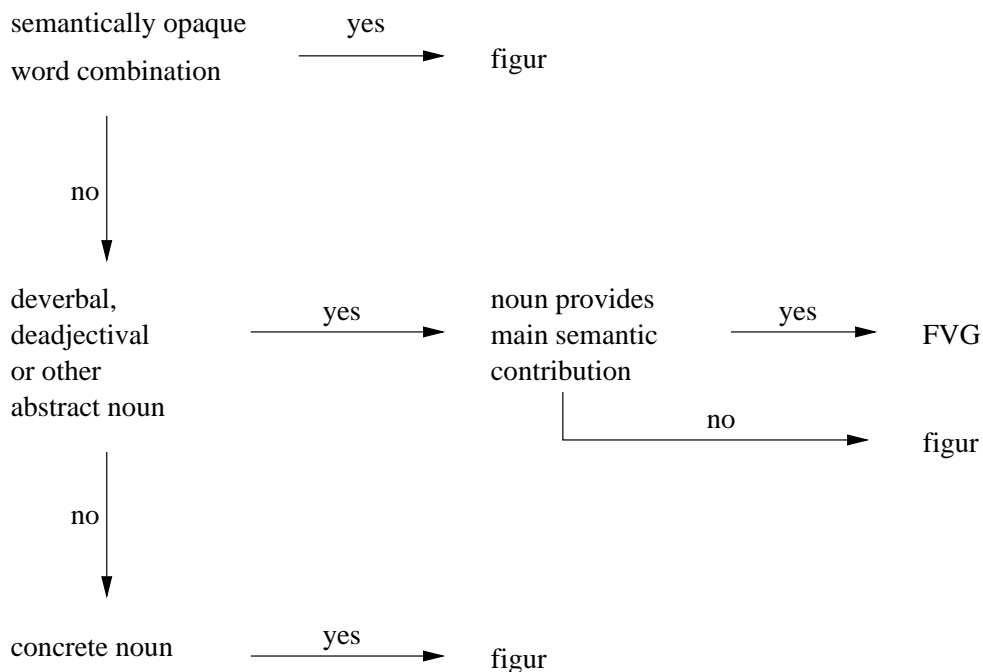 semantically opaque
word combination
yes
figur
no
deverbal,
deadjectival
or other
abstract noun
yes
noun provides
main semantic
contribution
yes
FVG
no
figur
no
concrete noun
yes
figur